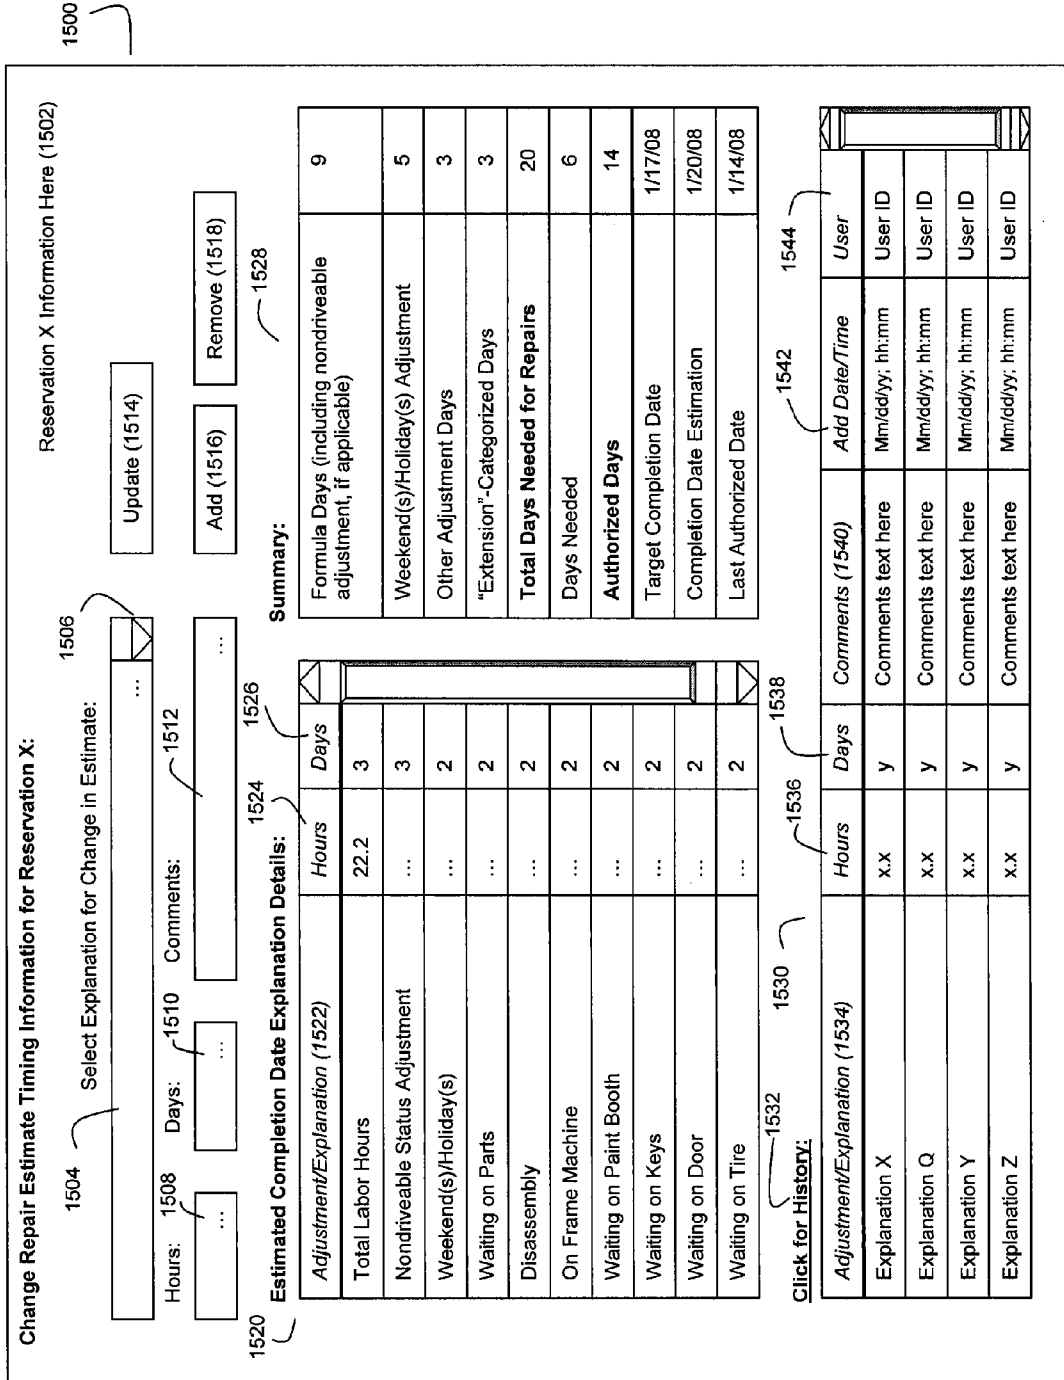 1500
Change Repair Estimate Timing Information for Reservation X:
Reservation X Information Here (1502)
1504
Select Explanation for Change in Estimate:
1506
...
Update (1514)
Hours:
1508
Days:
1510
Comments:
1512
...
...
...
Add (1516)
Remove (1518)
1520
Estimated Completion Date Explanation Details:
1524
1526
Adjustment/Explanation (1522) Hours Days
Total Labor Hours 22.2 3
Nondriveable Status Adjustment ... 3
Weekend(s)/Holiday(s) ... 2
Waiting on Parts ... 2
Disassembly ... 2
On Frame Machine ... 2
Waiting on Paint Booth ... 2
Waiting on Keys ... 2
Waiting on Door ... 2
Waiting on Tire ... 2
Summary:
1528
Formula Days (including nondriveable 9
adjustment, if applicable)
Weekend(s)/Holiday(s) Adjustment 5
Other Adjustment Days 3
"Extension"-Categorized Days 3
Total Days Needed for Repairs 20
Days Needed 6
Authorized Days 14
Target Completion Date 1/17/08
Completion Date Estimation 1/20/08
Last Authorized Date 1/14/08
Click for History:
1532
1530
1536
1538
1542
1544
Adjustment/Explanation (1534) Hours Days Comments (1540) Add Date/Time User
Explanation X x.x y Comments text here Mm/dd/yy; hh:mm User ID
Explanation Q x.x y Comments text here Mm/dd/yy; hh:mm User ID
Explanation Y x.x y Comments text here Mm/dd/yy; hh:mm User ID
Explanation Z x.x y Comments text here Mm/dd/yy; hh:mm User ID